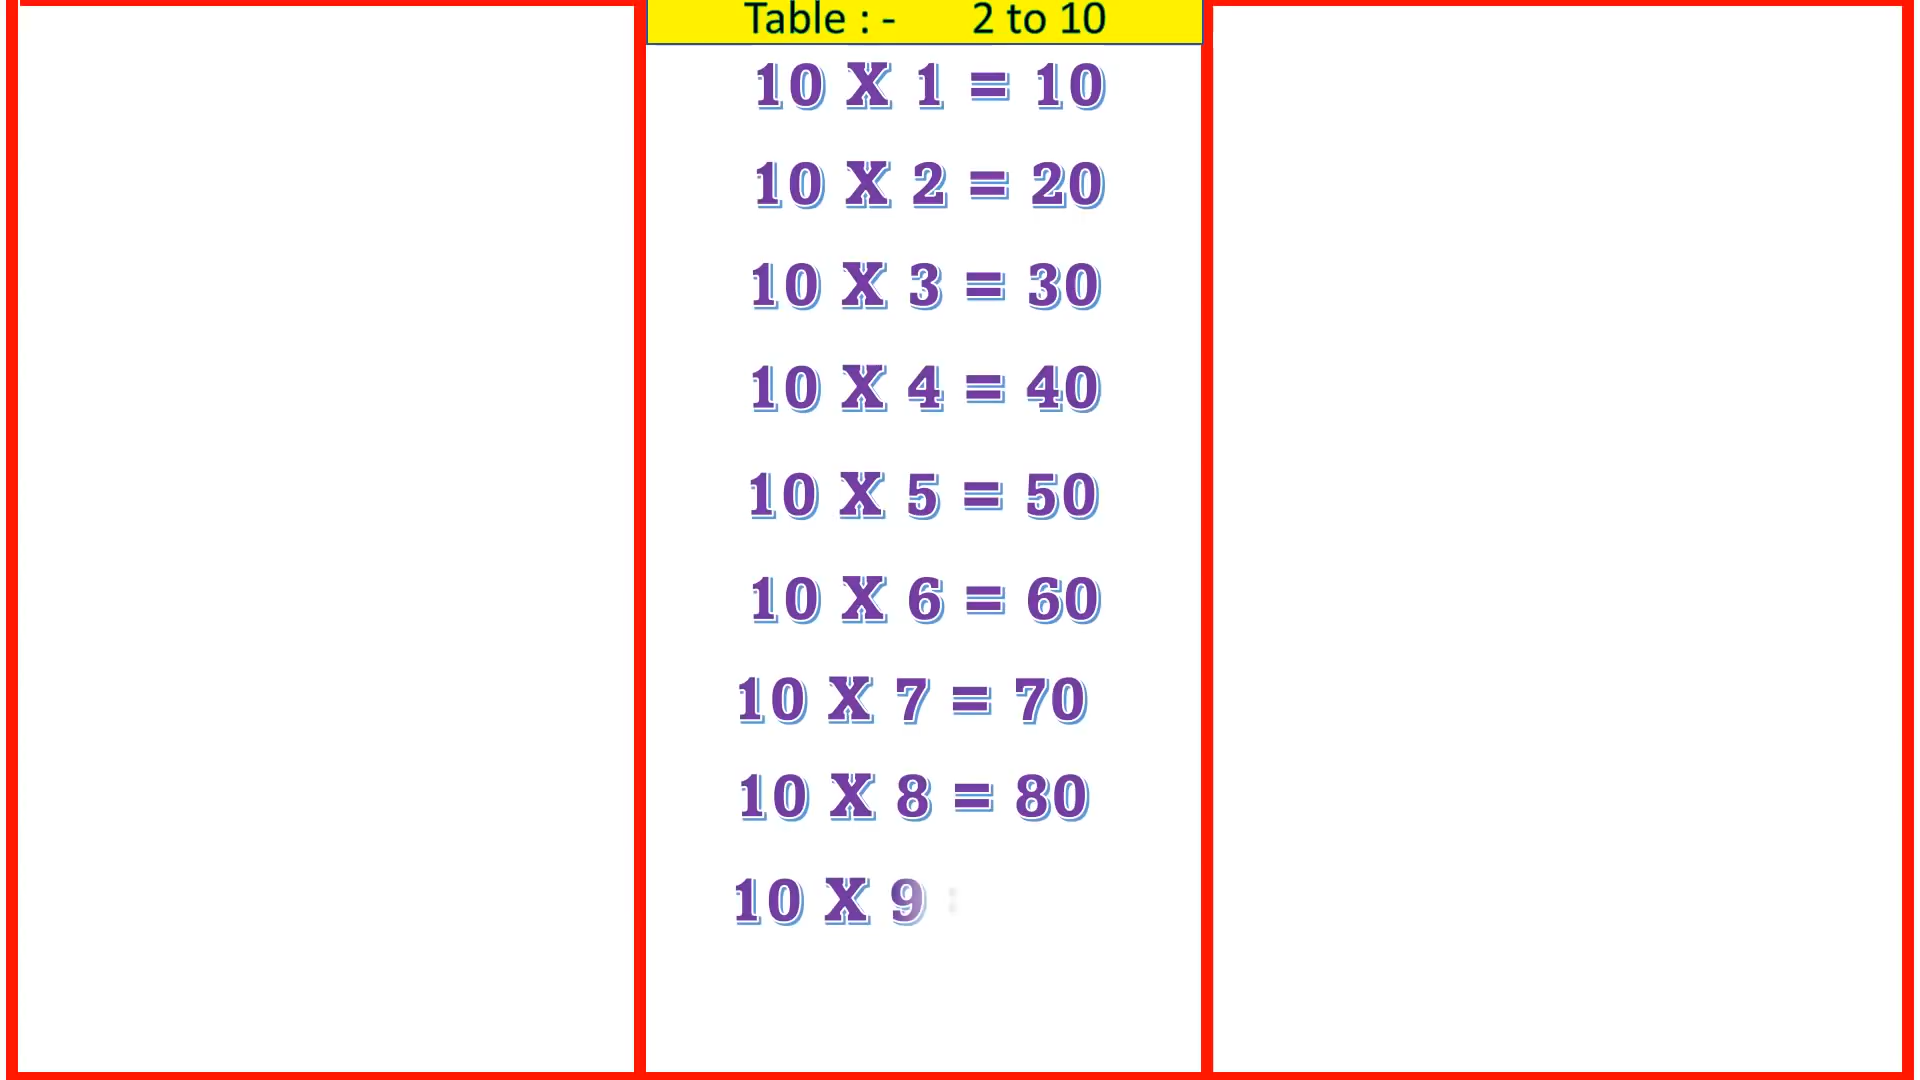 Table : - 2 to 10
10 X 1 = 10
10 X 2 = 20
10 X 3 = 30
10 X 4 = 40
10 X 5 = 50
10 X 6 = 60
10 X 7 = 70
10 X 8 = 80
10 X 9